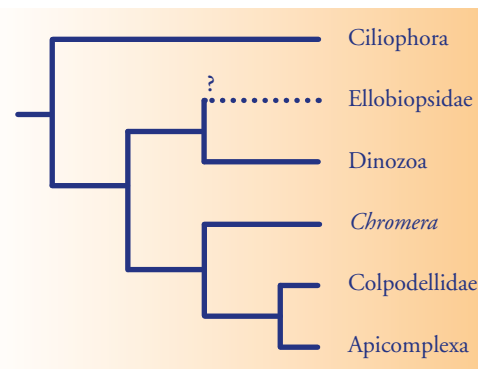 Ciliophora
?
Ellobiopsidae
Dinozoa
Chromera
Colpodellidae
Apicomplexa